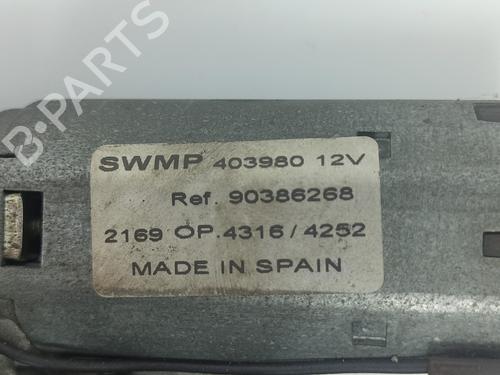 B-PARTS
SWMP 403980 12V
Ref. 90386268
2169 OP.4316/4252
MADE IN SPAIN